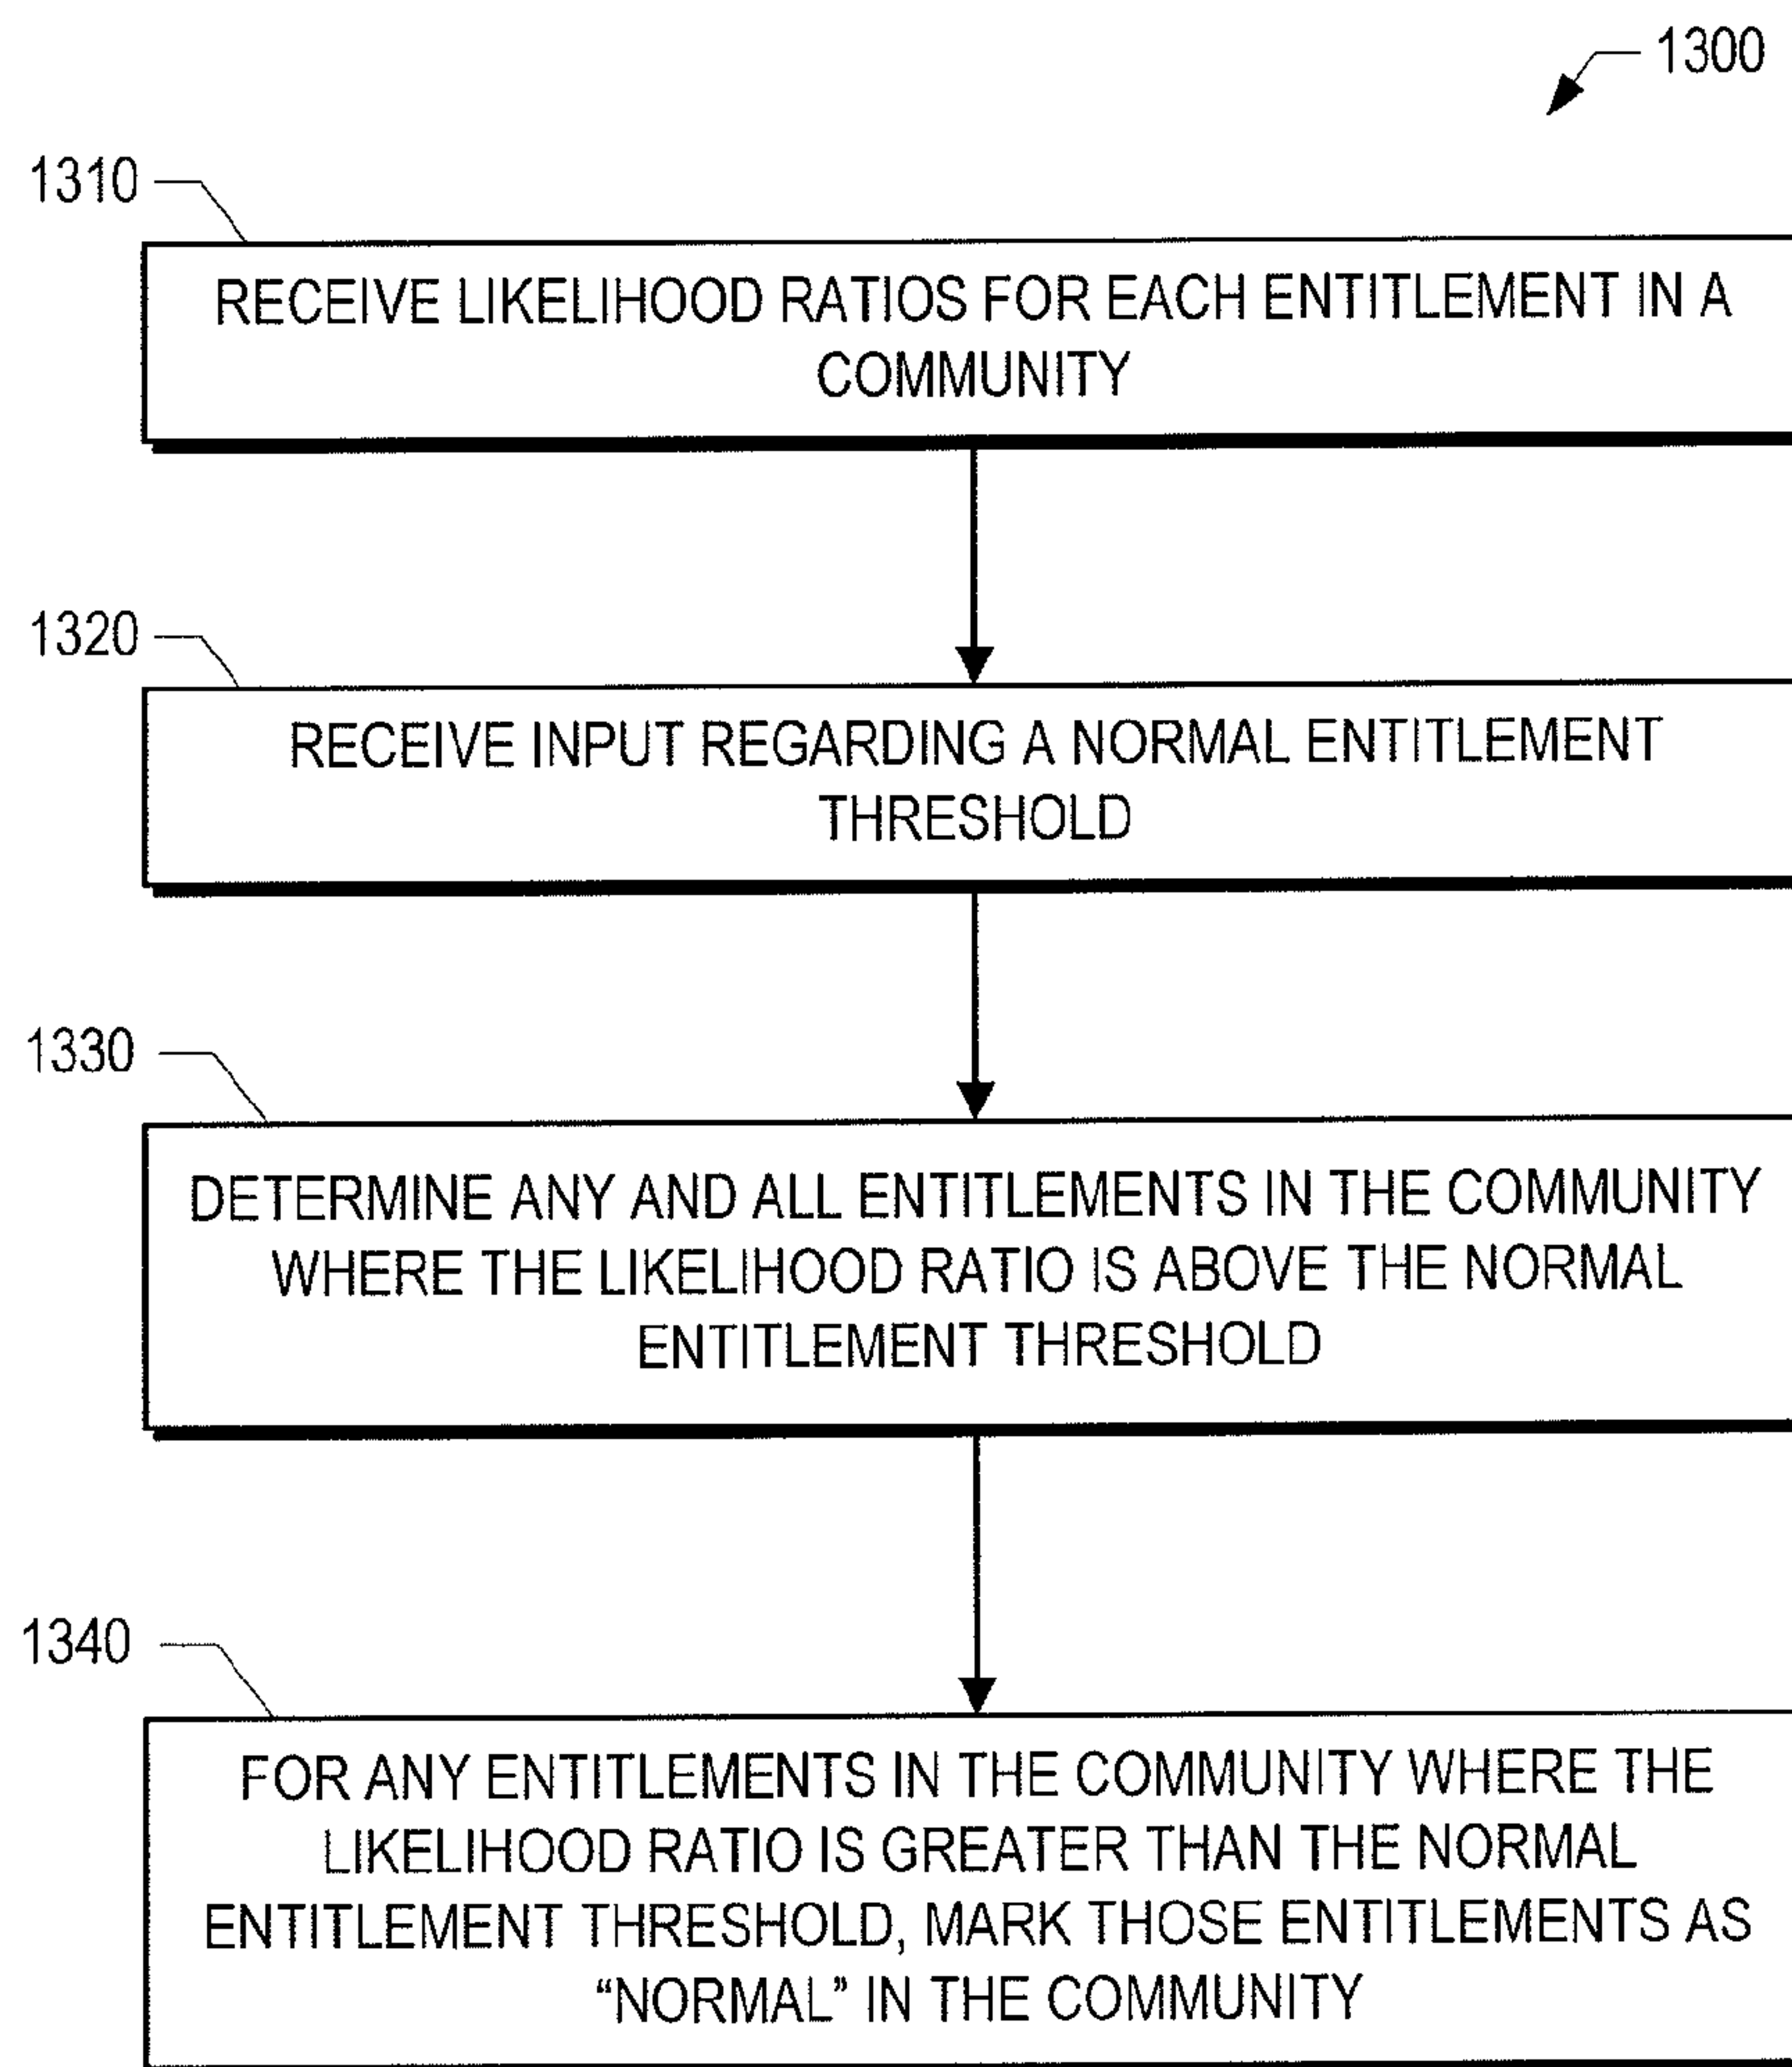 1300
1310
RECEIVE LIKELIHOOD RATIOS FOR EACH ENTITLEMENT IN A
COMMUNITY
1320
RECEIVE INPUT REGARDING A NORMAL ENTITLEMENT
THRESHOLD
1330
DETERMINE ANY AND ALL ENTITLEMENTS IN THE COMMUNITY
WHERE THE LIKELIHOOD RATIO IS ABOVE THE NORMAL
ENTITLEMENT THRESHOLD
1340
FOR ANY ENTITLEMENTS IN THE COMMUNITY WHERE THE
LIKELIHOOD RATIO IS GREATER THAN THE NORMAL
ENTITLEMENT THRESHOLD, MARK THOSE ENTITLEMENTS AS
“NORMAL” IN THE COMMUNITY